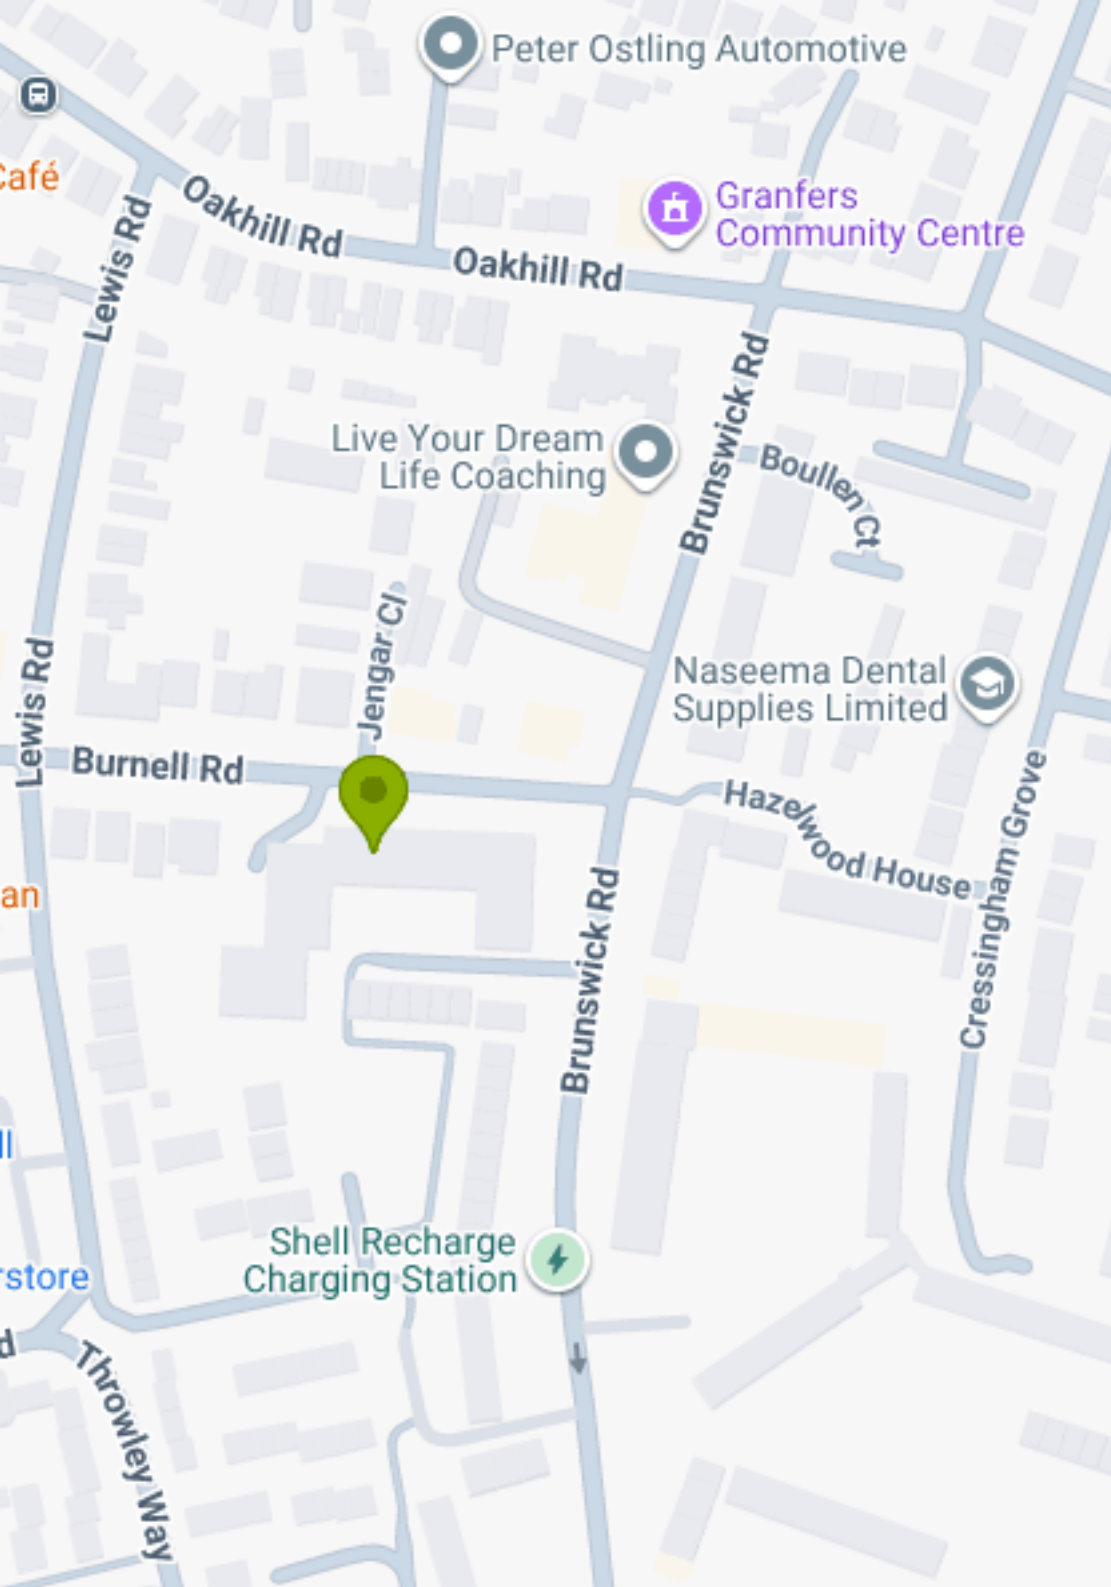 Peter Ostling Automotive
Café
Oakhill Rd
Granfers
Community Centre
Lewis Rd
Oakhill Rd
Brunswick Rd
Live Your Dream
Life Coaching
Boullen Ct
Jengar Cl
Lewis Rd
Naseema Dental
Supplies Limited
Burnell Rd
Hazelwood House
Cressingham Grove
an
Brunswick Rd
ll
Shell Recharge
Charging Station
rstore
d
Throwley Way